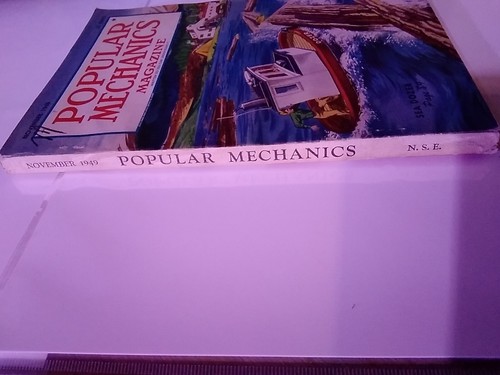 POPULAR
MECHANICS
MAGAZINE
NOVEMBER 1949 POPULAR MECHANICS N. S. E.